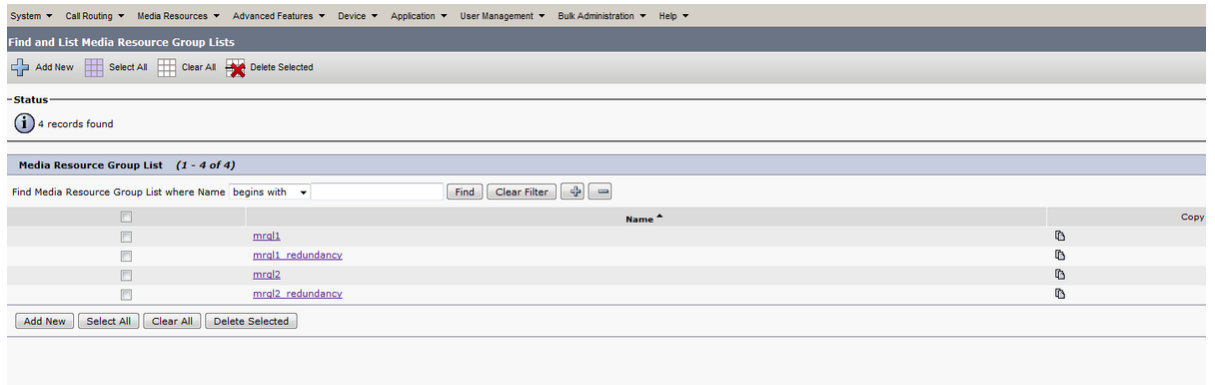 System Call Routing Media Resources Advanced Features Device Application User Management Bulk Administration Help
Find and List Media Resource Group Lists
Add New Select All Clear All Delete Selected
Status
4 records found
Media Resource Group List (1 - 4 of 4)
Find Media Resource Group List where Name begins with Find Clear Filter
Name Copy
mrgl1
mrgl1_redundancy
mrgl2
mrgl2_redundancy
Add New Select All Clear All Delete Selected